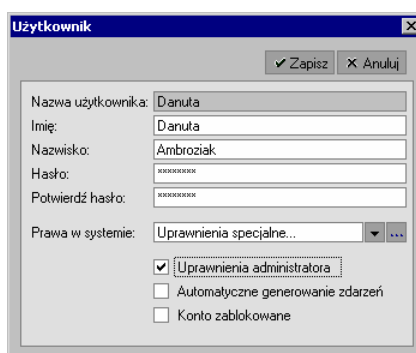 Użytkownik
Zapisz Anuluj
Nazwa użytkownika: Danuta
Imię: Danuta
Nazwisko: Ambroziak
Hasło: ********
Potwierdź hasło: ********
Prawa w systemie: Uprawnienia specjalne...
Uprawnienia administratora
Automatyczne generowanie zdarzeń
Konto zablokowane